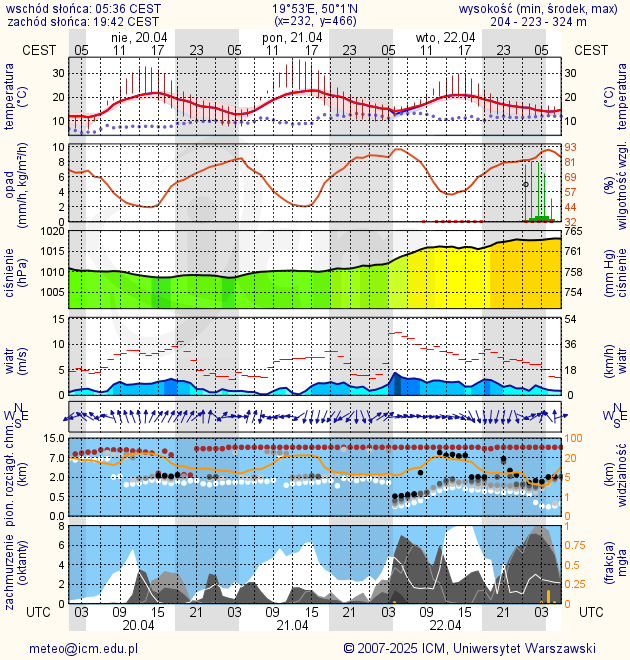 wschód słońca: 05:36 CEST 19°53'E, 50°1'N wysokość (min, środek, max)
zachód słońca: 19:42 CEST (x=232, y=466) 204 - 223 - 324 m
nie, 20.04 pon, 21.04 wto, 22.04
CEST 05 11 17 23 05 11 17 23 05 11 17 23 05 CEST
temperatura (°C) 30 20 10 30 20 10 (°C) temperatura
opad (mm/h, kg/m²/h) 10 8 6 4 2 0 93 81 69 57 44 32 (%) wilgotność wzgl.
ciśnienie (hPa) 1020 1015 1010 1005 765 761 758 754 (mm Hg) ciśnienie
wiatr (m/s) 15 10 5 0 54 36 18 0 (km/h) wiatr
N W E S N W E S
pion. rozciągł. chm. (km) 15.0 7.0 2.0 0.5 0.0 100 20 5 1 0 (km) widzialność
zachmurzenie (oktanty) 8 6 4 2 0 1 0.75 0.5 0.25 0 (frakcja) mgła
UTC 03 09 15 21 03 09 15 21 03 09 15 21 03 UTC
20.04 21.04 22.04
meteo@icm.edu.pl © 2007-2025 ICM, Uniwersytet Warszawski